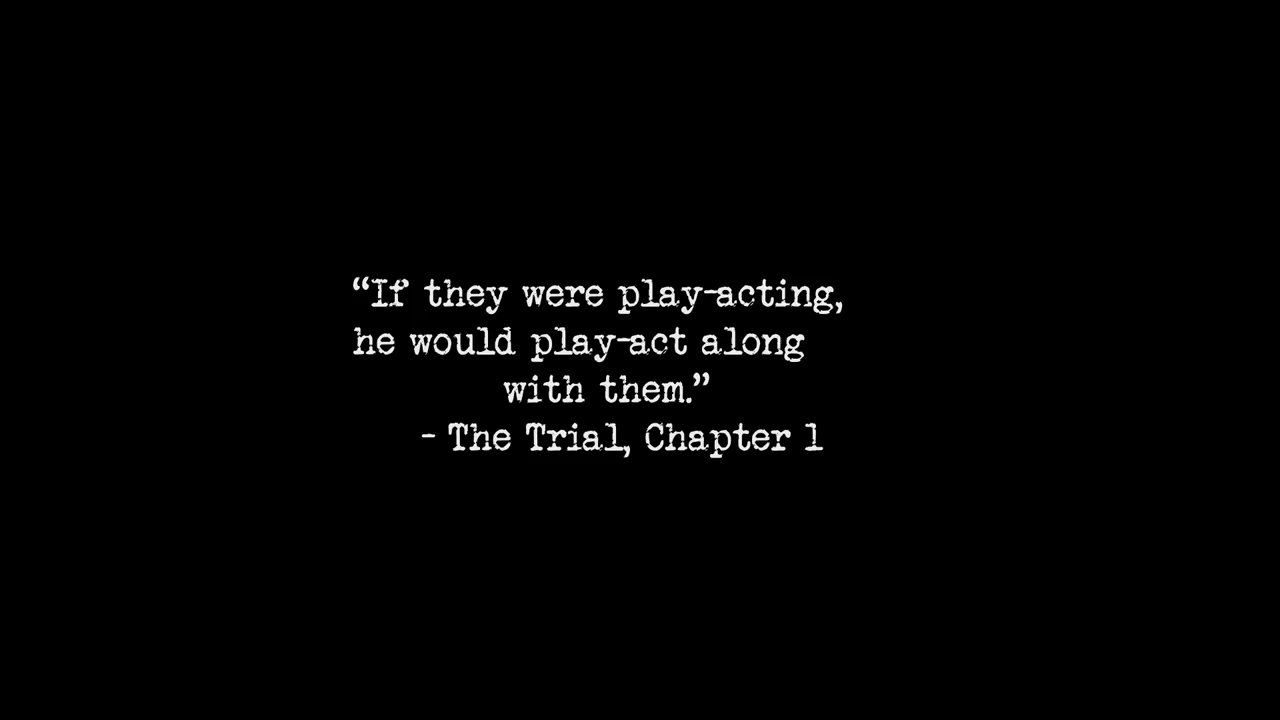 “If they were play-acting,
he would play-act along
with them.”
- The Trial, Chapter 1